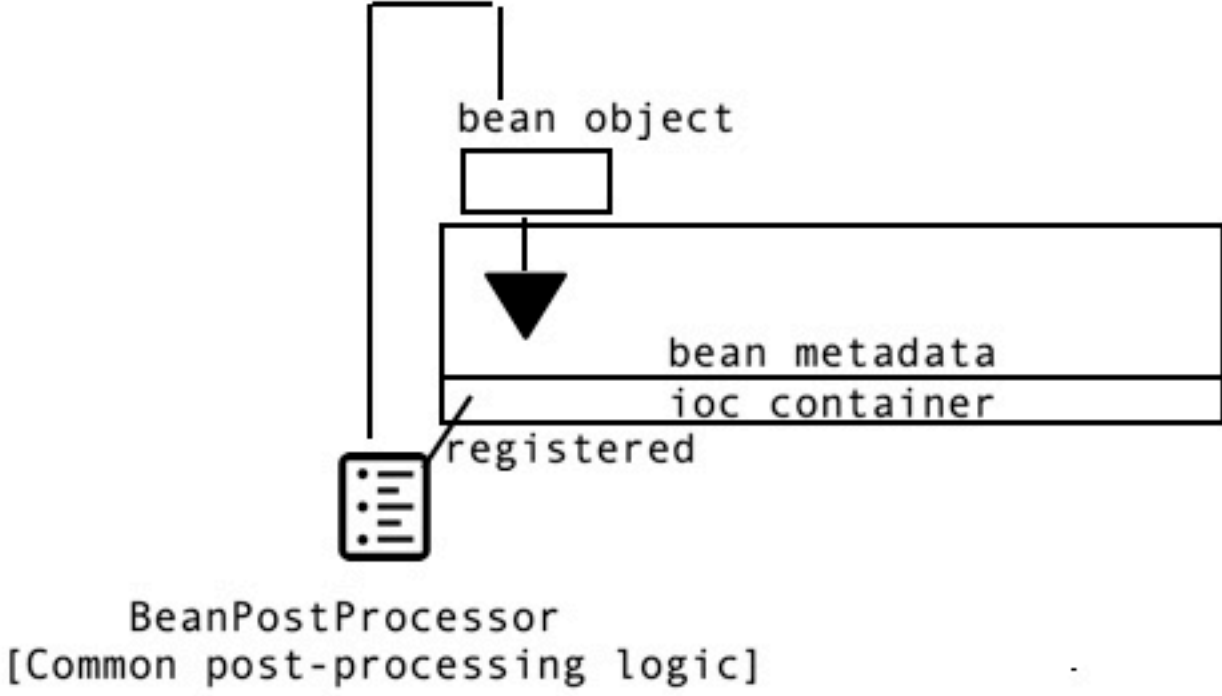 bean object
bean metadata
ioc container
registered
BeanPostProcessor
[Common post-processing logic]